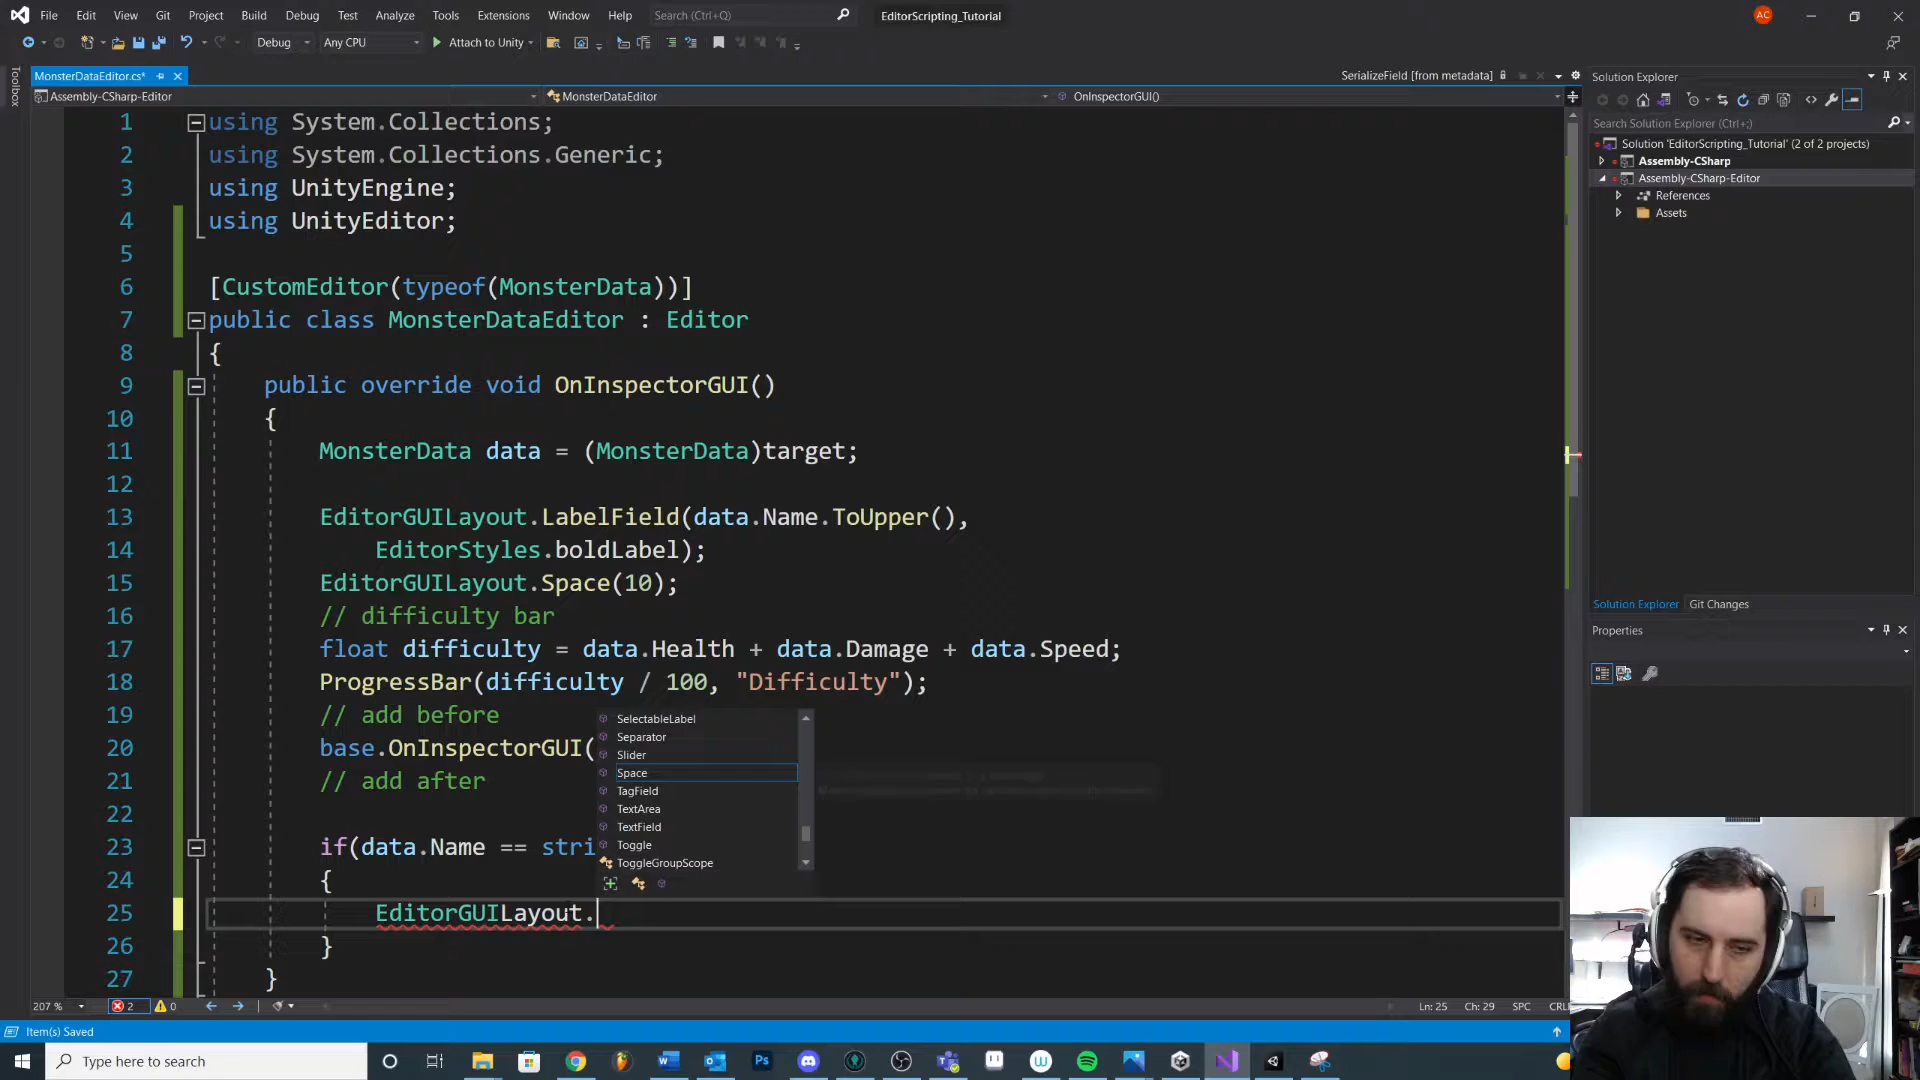 File Edit View Git Project Build Debug Test Analyze Tools Extensions Window Help Search (Ctrl+Q) EditorScripting_Tutorial AC
Debug Any CPU Attach to Unity
MonsterDataEditor.cs* SerializeField [from metadata] Solution Explorer
Toolbox
Assembly-CSharp-Editor MonsterDataEditor OnInspectorGUI()
Search Solution Explorer (Ctrl+;)
Solution 'EditorScripting_Tutorial' (2 of 2 projects)
Assembly-CSharp
Assembly-CSharp-Editor
References
Assets
Solution Explorer Git Changes
Properties
1 using System.Collections;
2 using System.Collections.Generic;
3 using UnityEngine;
4 using UnityEditor;
5
6 [CustomEditor(typeof(MonsterData))]
7 public class MonsterDataEditor : Editor
8 {
9 public override void OnInspectorGUI()
10 {
11 MonsterData data = (MonsterData)target;
12
13 EditorGUILayout.LabelField(data.Name.ToUpper(),
14 EditorStyles.boldLabel);
15 EditorGUILayout.Space(10);
16 // difficulty bar
17 float difficulty = data.Health + data.Damage + data.Speed;
18 ProgressBar(difficulty / 100, "Difficulty");
19 // add before
20 base.OnInspectorGUI(
21 // add after
22
23 if(data.Name == stri
24 {
25 EditorGUILayout.
26 }
27 }
SelectableLabel
Separator
Slider
Space
TagField
TextArea
TextField
Toggle
ToggleGroupScope
207 % 2 0 Ln: 25 Ch: 29 SPC CRL
Item(s) Saved
Type here to search